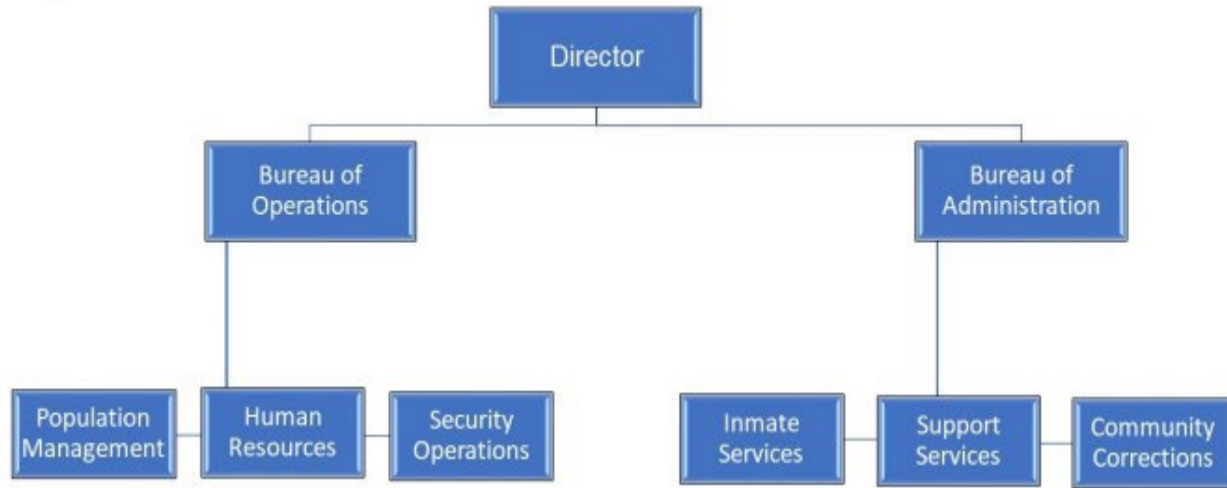 Director
Bureau of
Operations
Bureau of
Administration
Population
Management
Human
Resources
Security
Operations
Inmate
Services
Support
Services
Community
Corrections